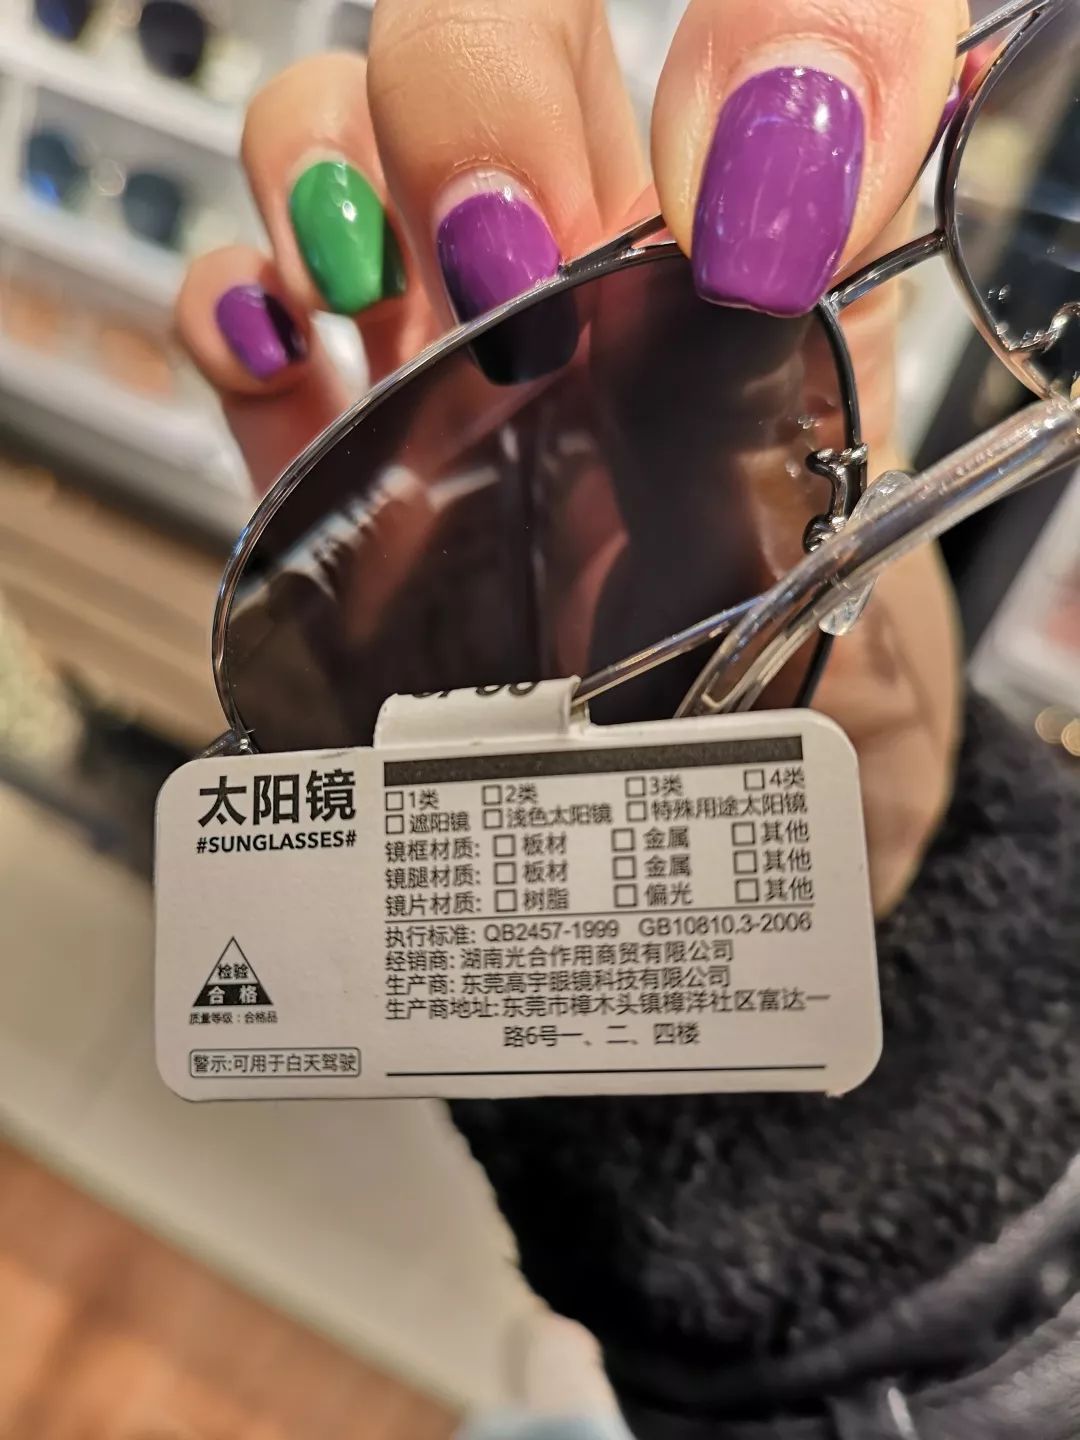 太阳镜
#SUNGLASSES#
□1类 □2类 □3类 □4类
□遮阳镜 □浅色太阳镜 □特殊用途太阳镜
镜框材质: □板材 □金属 □其他
镜腿材质: □板材 □金属 □其他
镜片材质: □树脂 □偏光 □其他
执行标准: QB2457-1999 GB10810.3-2006
经销商: 湖南光合作用商贸有限公司
生产商: 东莞高宇眼镜科技有限公司
生产商地址:东莞市樟木头镇樟洋社区富达一
路6号一、二、四楼
检验
合格
质量等级：合格品
警示:可用于白天驾驶